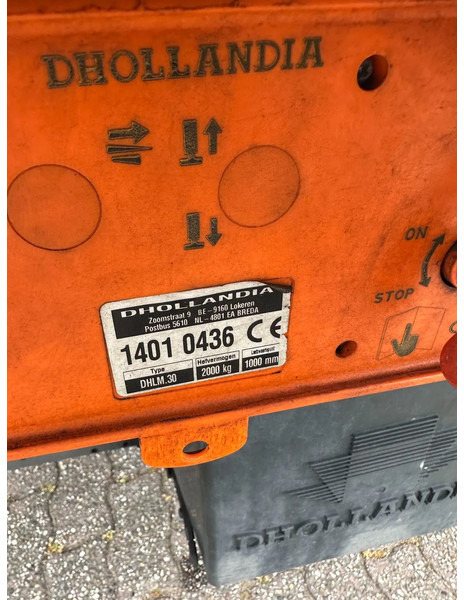 DHOLLANDIA
ON
STOP
DHOLLANDIA
Zoomstraat 9 BE - 9160 Lokeren
Postbus 5610 NL - 4801 EA BREDA
1401 0436 CE
Type Hefvermogen
DHLM.30 2000 kg 1000 mm
DHOLLANDIA